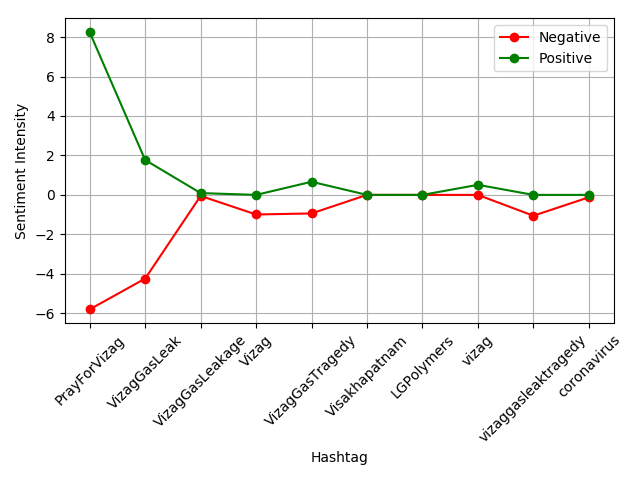 Negative
Positive
8
6
4
2
0
−2
−4
−6
Sentiment Intensity
PrayForVizag
VizagGasLeak
VizagGasLeakage
Vizag
VizagGasTragedy
Visakhapatnam
LGPolymers
vizag
vizaggasleaktragedy
coronavirus
Hashtag